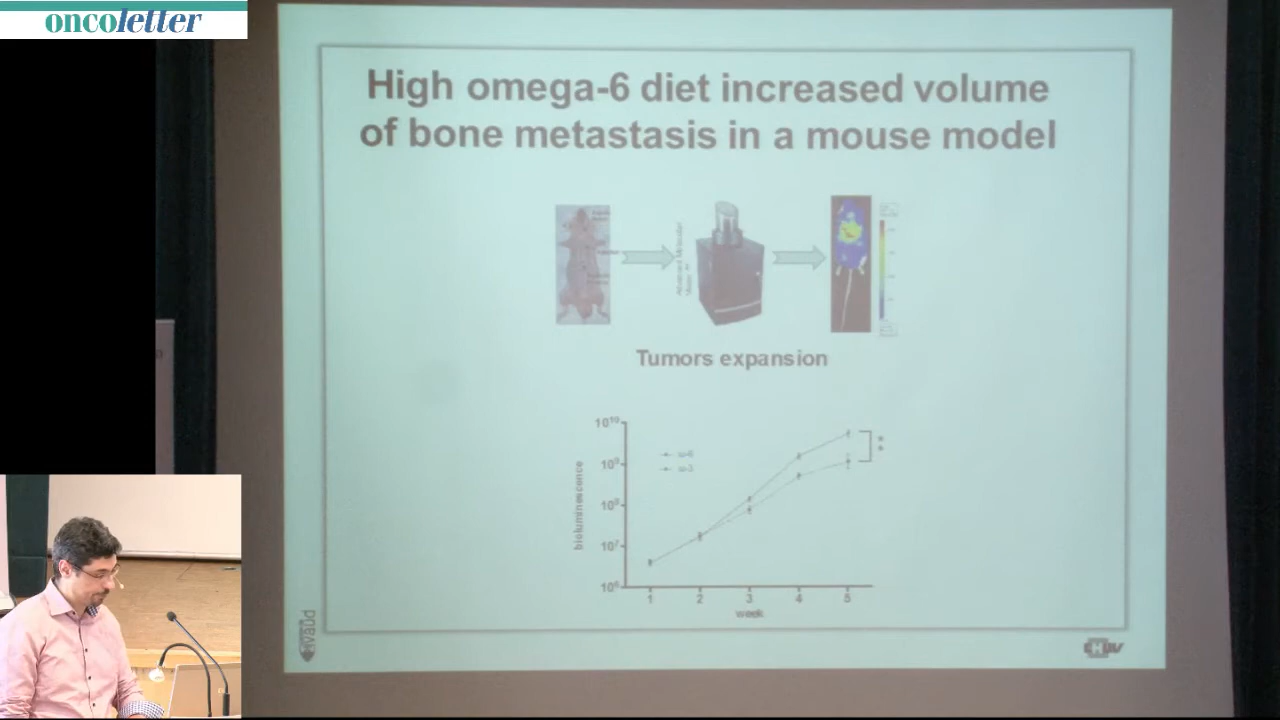 oncoletter
High omega-6 diet increased volume
of bone metastasis in a mouse model
Tumors expansion
10¹⁰
10⁹
10⁸
10⁷
10⁶
bioluminescence
ω-6
ω-3
**
1 2 3 4 5
week
vaud